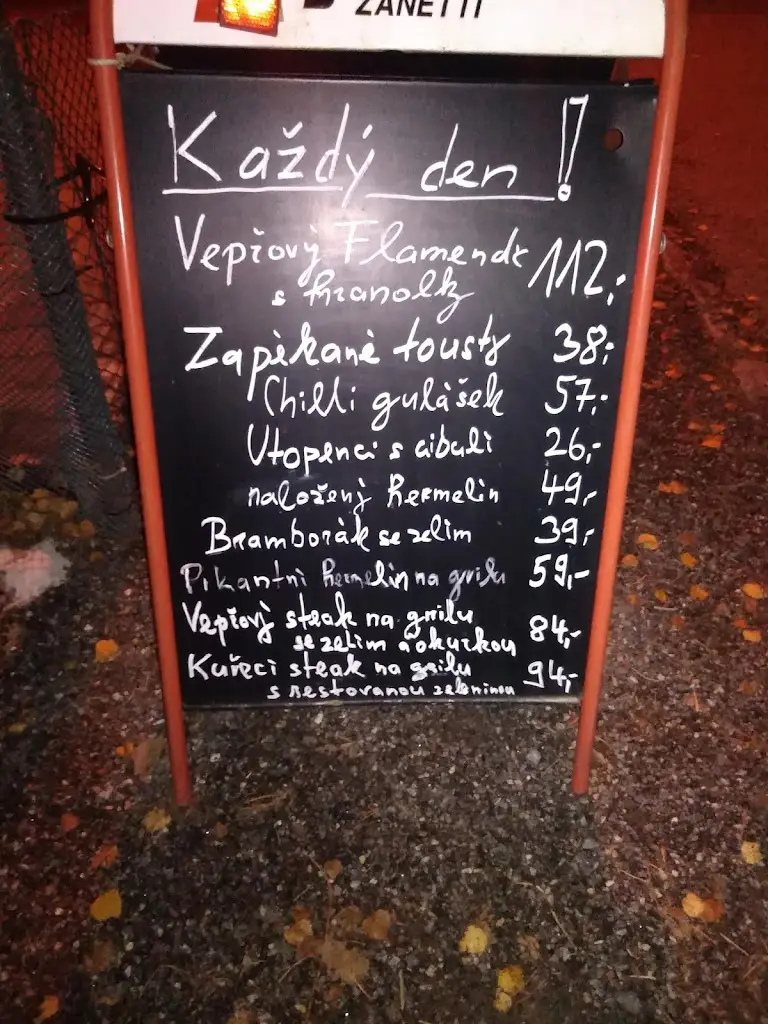 ZANETTI
Každý den!
Vepřový Flamendr 112,-
s hranolky
Zapékané tousty 38,-
Chilli gulášek 57,-
Utopenci s cibulí 26,-
naložený hermelín 49,-
Bramborák se zelím 39,-
Pikantní hermelín na grilu 59,-
Vepřový steak na grilu 84,-
se zelím a okurkou
Kuřecí steak na grilu 94,-
s restovanou zeleninou